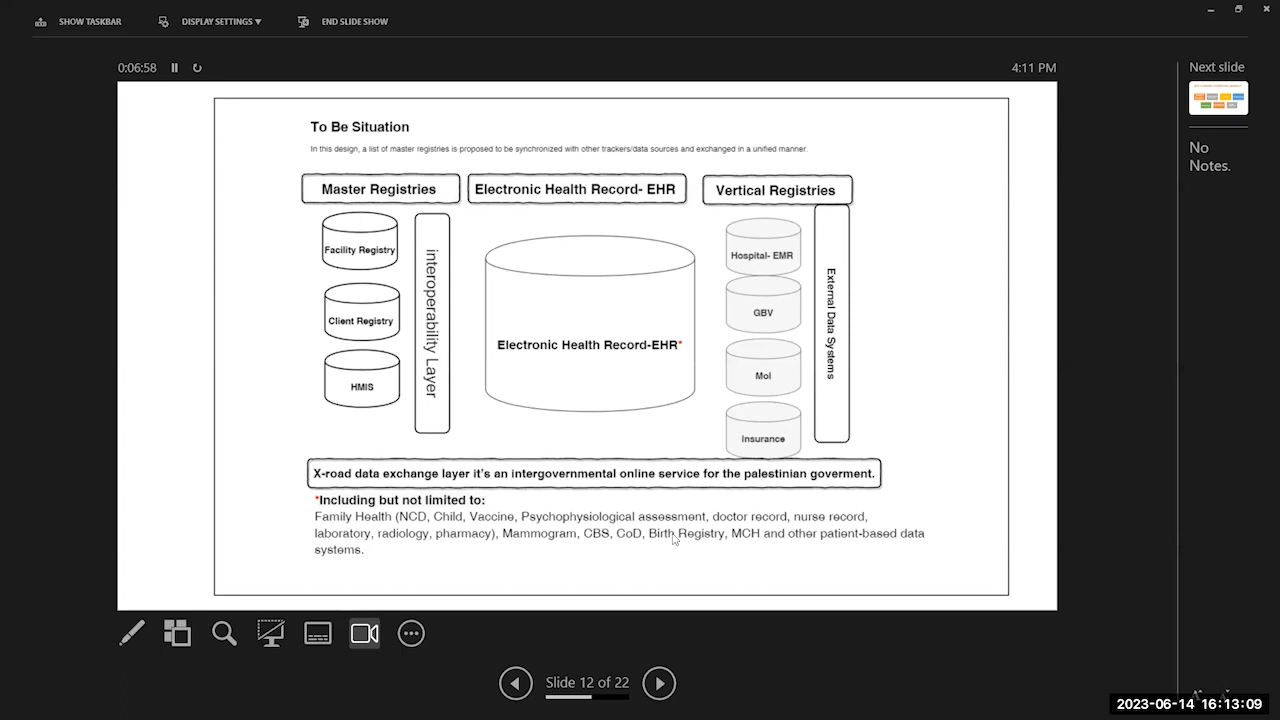 SHOW TASKBAR
DISPLAY SETTINGS ▼
END SLIDE SHOW
0:06:58
4:11 PM
Next slide
No
Notes.
To Be Situation
In this design, a list of master registries is proposed to be synchronized with other trackers/data sources and exchanged in a unified manner.
Master Registries
Electronic Health Record- EHR
Vertical Registries
Facility Registry
Client Registry
HMIS
interoperability Layer
Electronic Health Record-EHR*
Hospital- EMR
GBV
MoI
Insurance
External Data Systems
X-road data exchange layer it's an intergovernmental online service for the palestinian goverment.
*Including but not limited to:
Family Health (NCD, Child, Vaccine, Psychophysiological assessment, doctor record, nurse record,
laboratory, radiology, pharmacy), Mammogram, CBS, CoD, Birth Registry, MCH and other patient-based data
systems.
Slide 12 of 22
2023-06-14 16:13:09